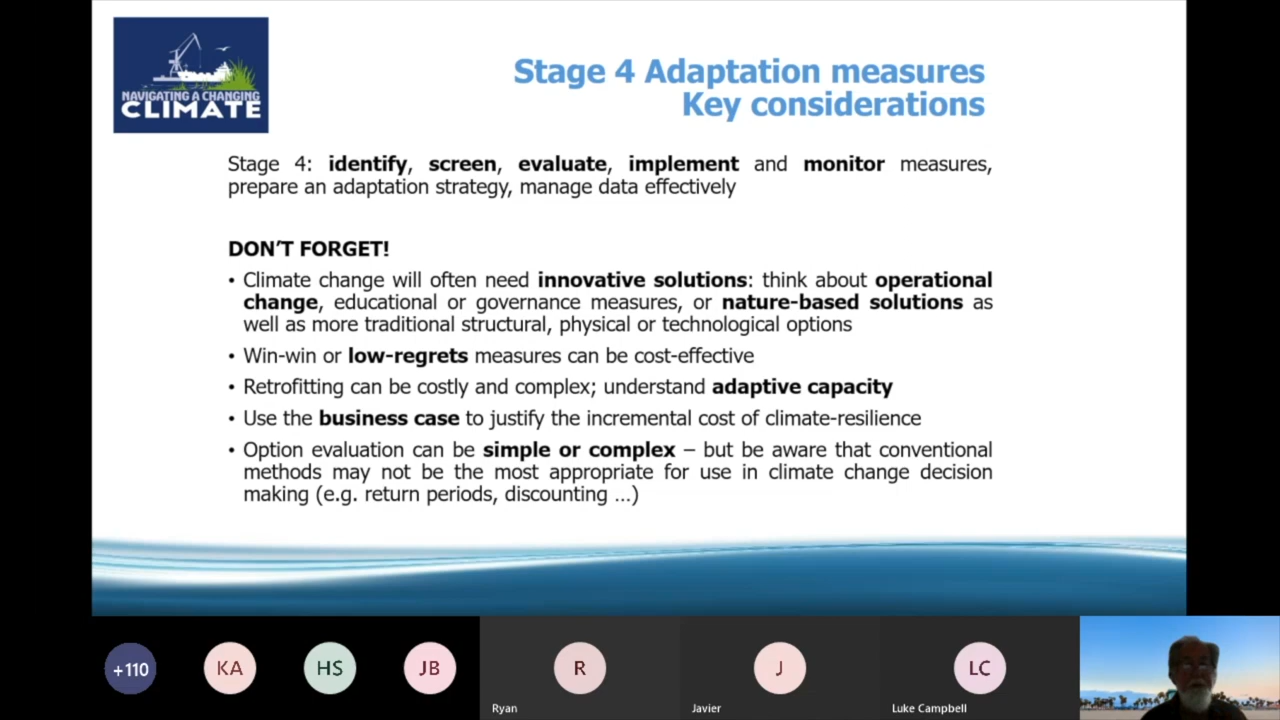 NAVIGATING A CHANGING
CLIMATE
Stage 4 Adaptation measures
Key considerations
Stage 4: identify, screen, evaluate, implement and monitor measures,
prepare an adaptation strategy, manage data effectively
DON'T FORGET!
• Climate change will often need innovative solutions: think about operational
change, educational or governance measures, or nature-based solutions as
well as more traditional structural, physical or technological options
• Win-win or low-regrets measures can be cost-effective
• Retrofitting can be costly and complex; understand adaptive capacity
• Use the business case to justify the incremental cost of climate-resilience
• Option evaluation can be simple or complex – but be aware that conventional
methods may not be the most appropriate for use in climate change decision
making (e.g. return periods, discounting ...)
+110
KA
HS
JB
R
Ryan
J
Javier
LC
Luke Campbell